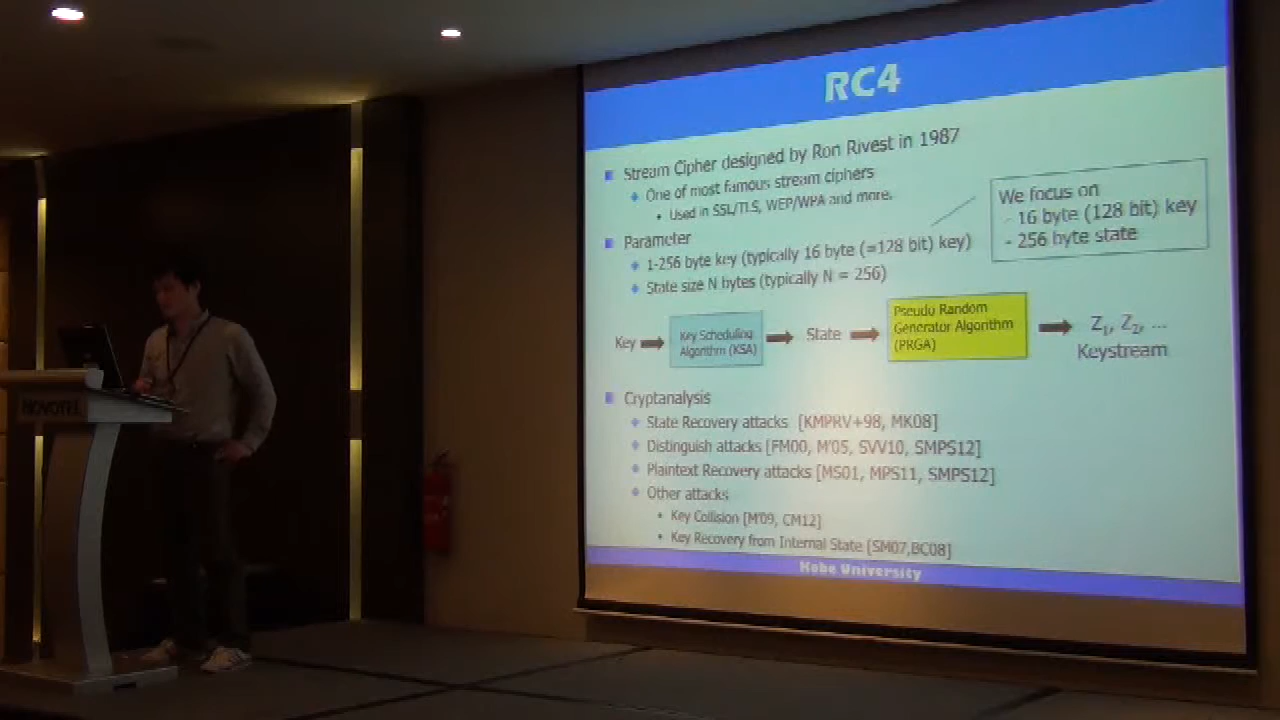 RC4
Stream Cipher designed by Ron Rivest in 1987
One of most famous stream ciphers
Used in SSL/TLS, WEP/WPA and more.
We focus on
- 16 byte (128 bit) key
- 256 byte state
Parameter
1-256 byte key (typically 16 byte (=128 bit) key)
State size N bytes (typically N = 256)
Key
Key Scheduling
Algorithm (KSA)
State
Pseudo Random
Generator Algorithm
(PRGA)
Z1, Z2, ...
Keystream
Cryptanalysis
State Recovery attacks [KMPRV+98, MK08]
Distinguish attacks [FM00, M'05, SVV10, SMPS12]
Plaintext Recovery attacks [MS01, MPS11, SMPS12]
Other attacks
Key Collision [M'09, CM12]
Key Recovery from Internal State [SM07,BC08]
Kobe University
NOVOTEL